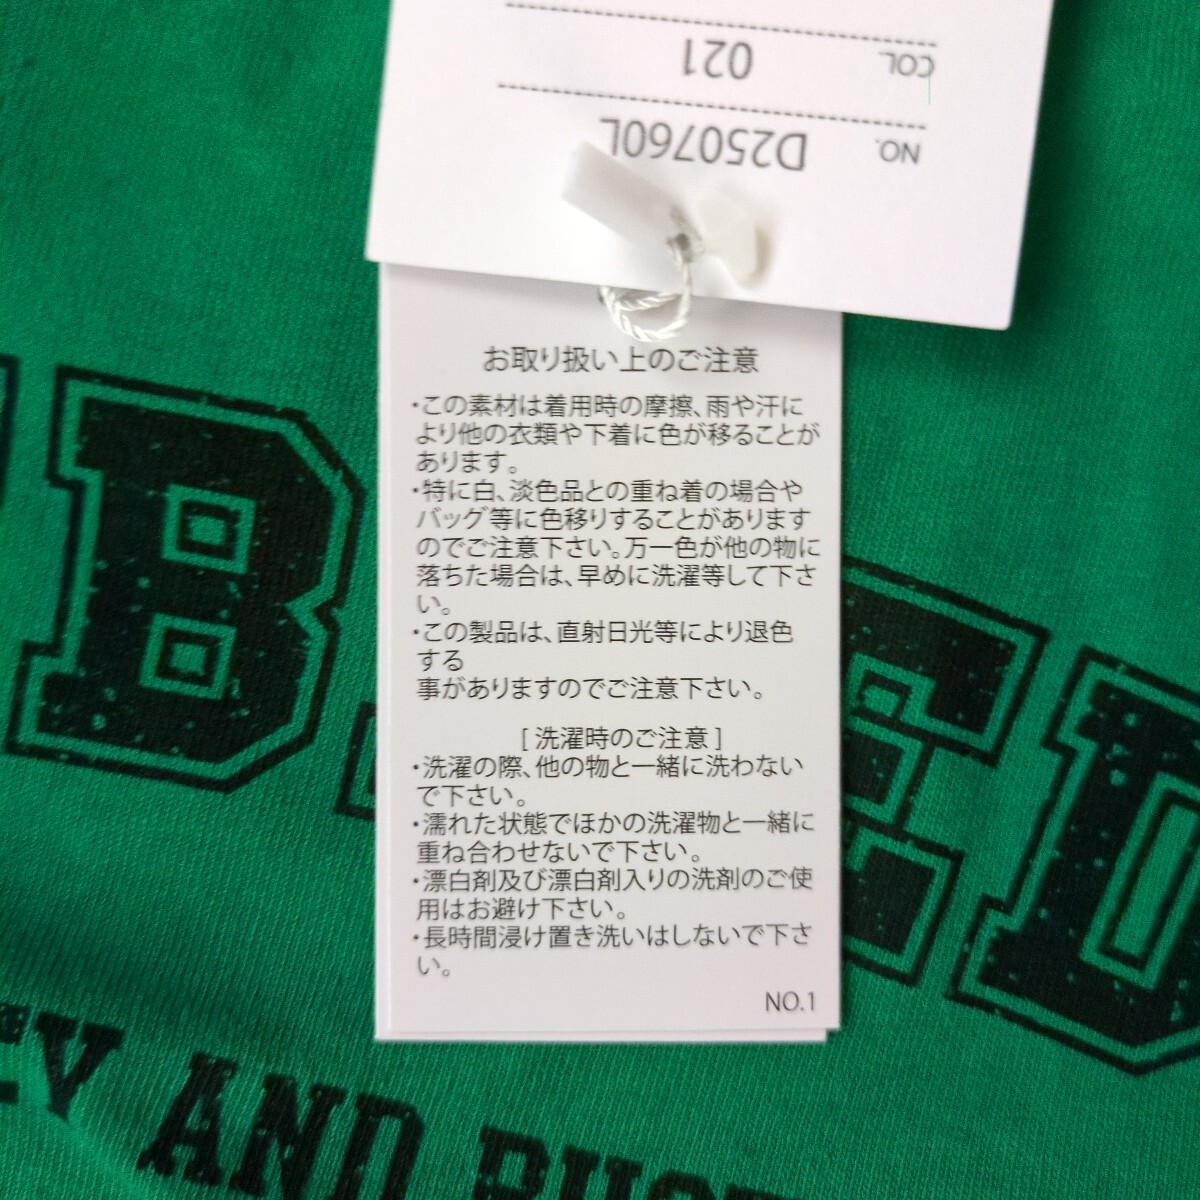 COL 021
NO. D250760L
お取り扱い上のご注意
・この素材は着用時の摩擦、雨や汗に
より他の衣類や下着に色が移ることが
あります。
・特に白、淡色品との重ね着の場合や
バッグ等に色移りすることがあります
のでご注意下さい。万一色が他の物に
落ちた場合は、早めに洗濯等して下さ
い。
・この製品は、直射日光等により退色
する
事がありますのでご注意下さい。
[ 洗濯時のご注意 ]
・洗濯の際、他の物と一緒に洗わない
で下さい。
・濡れた状態でほかの洗濯物と一緒に
重ね合わせないで下さい。
・漂白剤及び漂白剤入りの洗剤のご使
用はお避け下さい。
・長時間浸け置き洗いはしないで下さ
い。
NO.1
AND